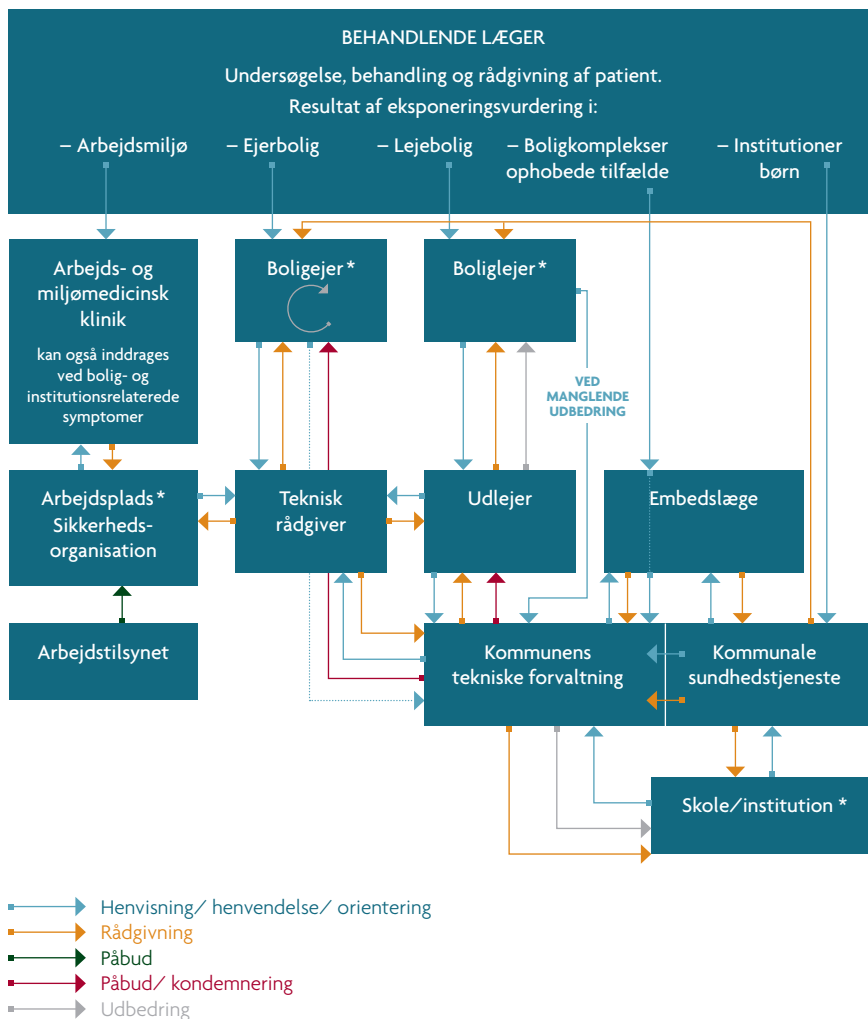 BEHANDLENDE LÆGER
Undersøgelse, behandling og rådgivning af patient.
Resultat af eksponeringsvurdering i:
– Arbejdsmiljø
– Ejerbolig
– Lejebolig
– Boligkomplekser
ophobede tilfælde
– Institutioner
børn
Arbejds- og
miljømedicinsk
klinik
kan også inddrages
ved bolig- og
institutionsrelaterede
symptomer
Boligejer *
Boliglejer *
VED
MANGLENDE
UDBEDRING
Arbejdsplads *
Sikkerheds-
organisation
Teknisk
rådgiver
Udlejer
Embedslæge
Arbejdstilsynet
Kommunens
tekniske forvaltning
Kommunale
sundhedstjeneste
Skole/institution *
Henvisning/ henvendelse/ orientering
Rådgivning
Påbud
Påbud/ kondemnering
Udbedring